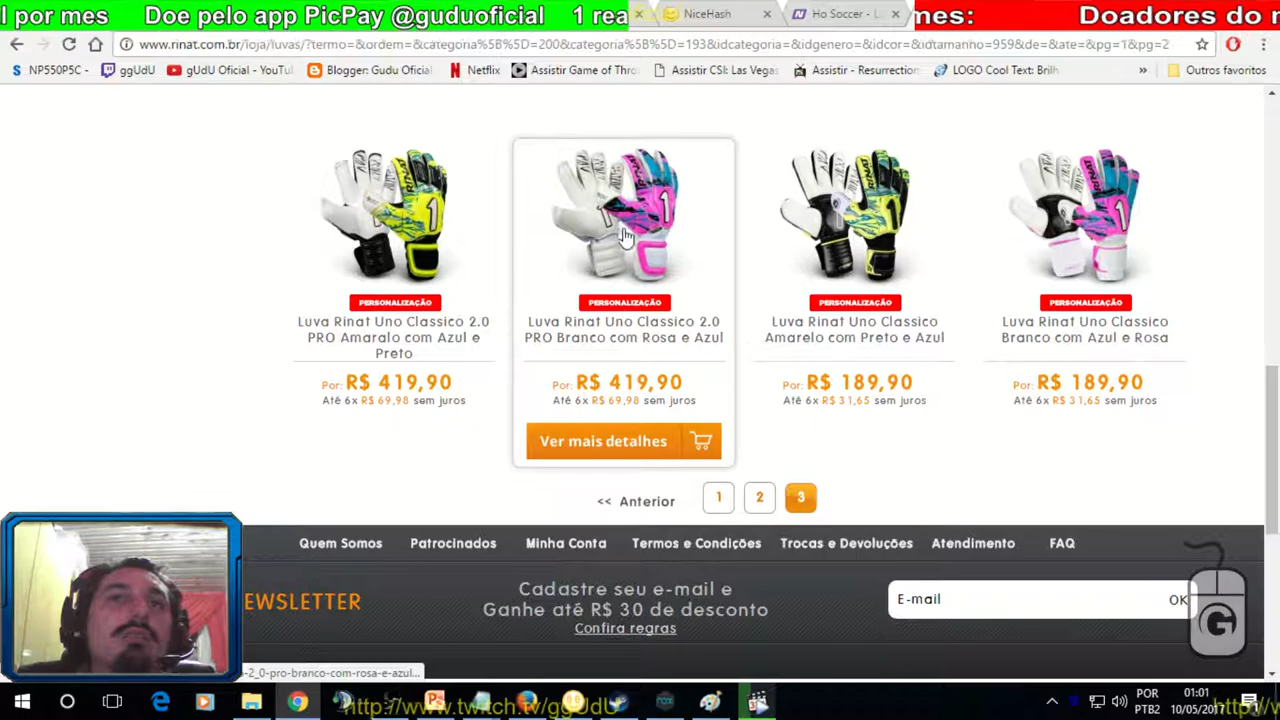 l por mes Doe pelo app PicPay @guduoficial 1 rea
NiceHash
Ho Soccer - L
mes: Doadores do
www.rinat.com.br/loja/luvas/?termo=&ordem=&categoria%5B%5D=200&categoria%5B%5D=193&idcategoria=&idgenero=&idcor=&idtamanho=959&de=&ate=&pg=1&pg=2
NP550P5C -
ggUdU
gUdU Oficial - YouTu
Blogger: Gudu Oficial
Netflix
Assistir Game of Thro
Assistir CSI: Las Vegas
Assistir - Resurrection
LOGO Cool Text: Brilh
»
Outros favoritos
PERSONALIZAÇÃO
PERSONALIZAÇÃO
PERSONALIZAÇÃO
PERSONALIZAÇÃO
Luva Rinat Uno Classico 2.0
PRO Amaralo com Azul e
Preto
Por: R$ 419,90
Até 6x R$ 69,98 sem juros
Luva Rinat Uno Classico 2.0
PRO Branco com Rosa e Azul
Por: R$ 419,90
Até 6x R$ 69,98 sem juros
Ver mais detalhes
Luva Rinat Uno Classico
Amarelo com Preto e Azul
Por: R$ 189,90
Até 6x R$ 31,65 sem juros
Luva Rinat Uno Classico
Branco com Azul e Rosa
Por: R$ 189,90
Até 6x R$ 31,65 sem juros
<< Anterior 1 2 3
Quem Somos Patrocinados Minha Conta Termos e Condições Trocas e Devoluções Atendimento FAQ
EWSLETTER
Cadastre seu e-mail e
Ganhe até R$ 30 de desconto
Confira regras
E-mail OK
-2_0-pro-branco-com-rosa-e-azul...
http://www.twitch.tv/ggUdU
POR
PTB2
01:01
10/05/2017